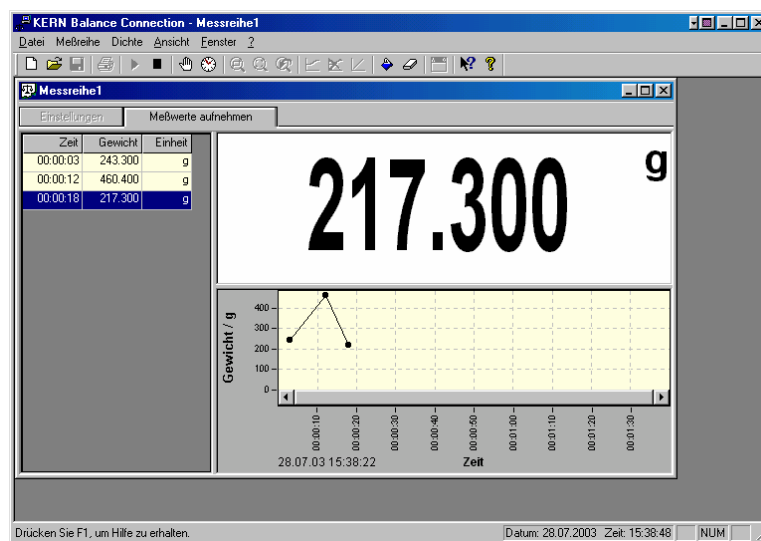 KERN Balance Connection - Messreihe1
Datei Meßreihe Dichte Ansicht Fenster ?
Messreihe1
Einstellungen Meßwerte aufnehmen
Zeit Gewicht Einheit
00:00:03 243.300 g
00:00:12 460.400 g
00:00:18 217.300 g
217.300 g
Gewicht / g
400
300
200
100
0
00:00:10 00:00:20 00:00:30 00:00:40 00:00:50 00:01:00 00:01:10 00:01:20 00:01:30
28.07.03 15:38:22 Zeit
Drücken Sie F1, um Hilfe zu erhalten. Datum: 28.07.2003 Zeit: 15:38:48 NUM